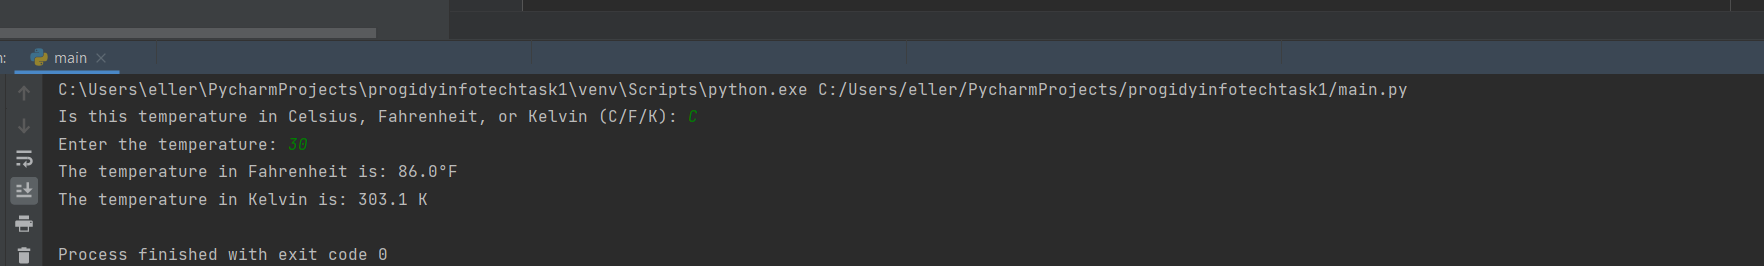 main
C:\Users\eller\PycharmProjects\progidyinfotechtask1\venv\Scripts\python.exe C:/Users/eller/PycharmProjects/progidyinfotechtask1/main.py
Is this temperature in Celsius, Fahrenheit, or Kelvin (C/F/K): C
Enter the temperature: 30
The temperature in Fahrenheit is: 86.0°F
The temperature in Kelvin is: 303.1 K
Process finished with exit code 0